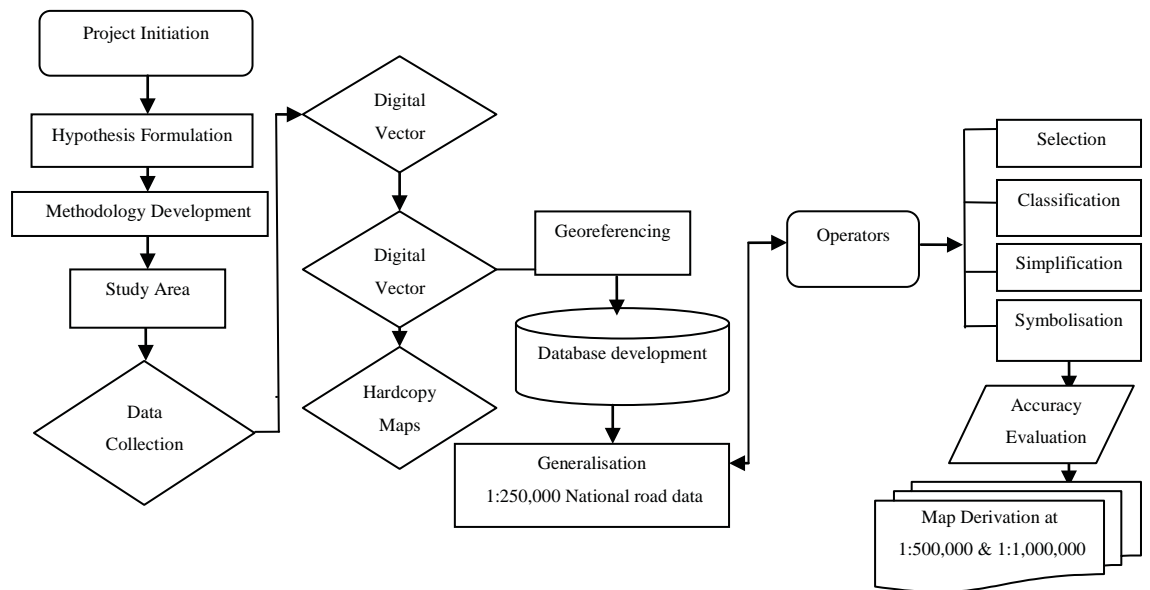 Project Initiation
Hypothesis Formulation
Methodology Development
Study Area
Data
Collection
Digital
Vector
Digital
Vector
Hardcopy
Maps
Georeferencing
Database development
Generalisation
1:250,000 National road data
Operators
Selection
Classification
Simplification
Symbolisation
Accuracy
Evaluation
Map Derivation at
1:500,000 & 1:1,000,000